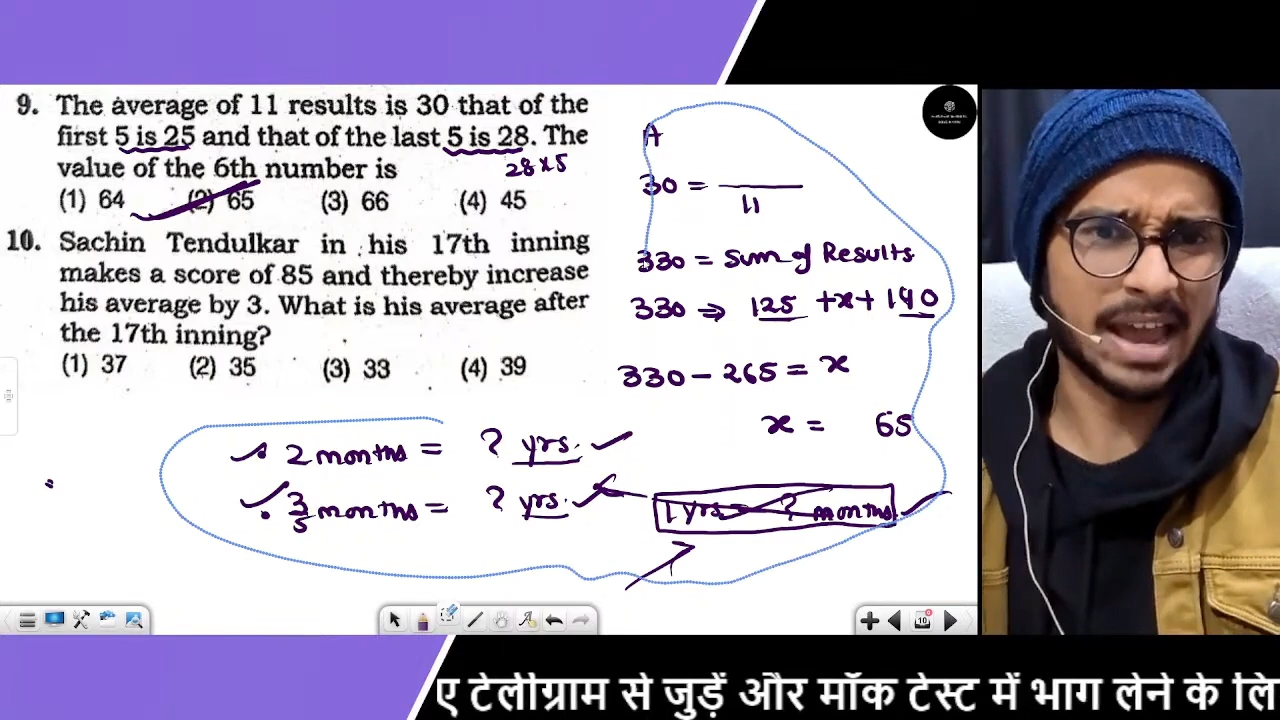 9. The average of 11 results is 30 that of the
first 5 is 25 and that of the last 5 is 28. The
value of the 6th number is
28x5
(1) 64 (2) 65 (3) 66 (4) 45
10. Sachin Tendulkar in his 17th inning
makes a score of 85 and thereby increase
his average by 3. What is his average after
the 17th inning?
(1) 37 (2) 35 (3) 33 (4) 39
A
30 = ―
11
330 = Sum of Results
330 ⇒ 125 + x + 140
330 - 265 = x
x = 65
2 months = ? yrs.
3/5 months = ? yrs.
1 yrs = ? months
10
ए टेलीग्राम से जुड़ें और मॉक टेस्ट में भाग लेने के लि